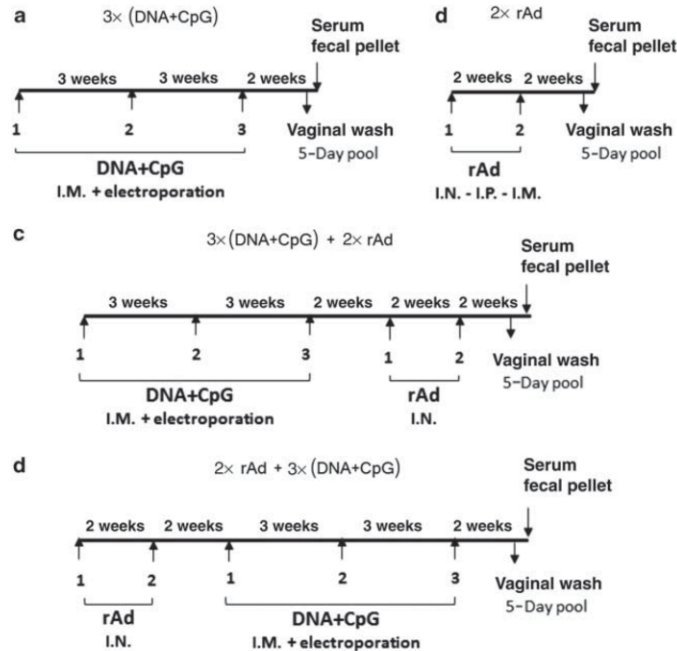 a
3× (DNA+CpG)
Serum
fecal pellet
3 weeks 3 weeks 2 weeks
1 2 3
Vaginal wash
5-Day pool
DNA+CpG
I.M. + electroporation
d
2× rAd
Serum
fecal pellet
2 weeks 2 weeks
1 2
Vaginal wash
5-Day pool
rAd
I.N. - I.P. - I.M.
c
3×(DNA+CpG) + 2× rAd
Serum
fecal pellet
3 weeks 3 weeks 2 weeks 2 weeks 2 weeks
1 2 3 1 2
Vaginal wash
5-Day pool
DNA+CpG rAd
I.M. + electroporation I.N.
d
2× rAd + 3×(DNA+CpG)
Serum
fecal pellet
2 weeks 2 weeks 3 weeks 3 weeks 2 weeks
1 2 1 2 3
Vaginal wash
5-Day pool
rAd DNA+CpG
I.N. I.M. + electroporation